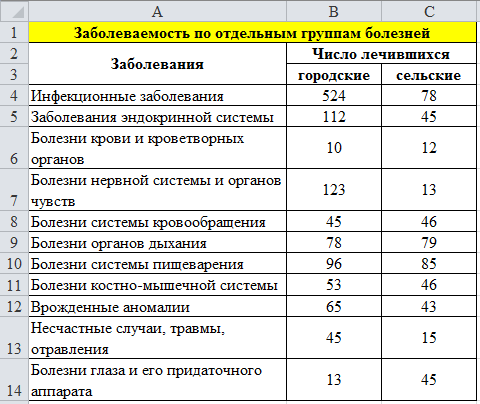 A B C
1 Заболеваемость по отдельным группам болезней
2 Число лечившихся
Заболевания
3 городские сельские
4 Инфекционные заболевания 524 78
5 Заболевания эндокринной системы 112 45
Болезни крови и кроветворных
6 органов 10 12
Болезни нервной системы и органов
7 чувств 123 13
8 Болезни системы кровообращения 45 46
9 Болезни органов дыхания 78 79
10 Болезни системы пищеварения 96 85
11 Болезни костно-мышечной системы 53 46
12 Врожденные аномалии 65 43
Несчастные случаи, травмы,
13 отравления 45 15
Болезни глаза и его придаточного
14 аппарата 13 45